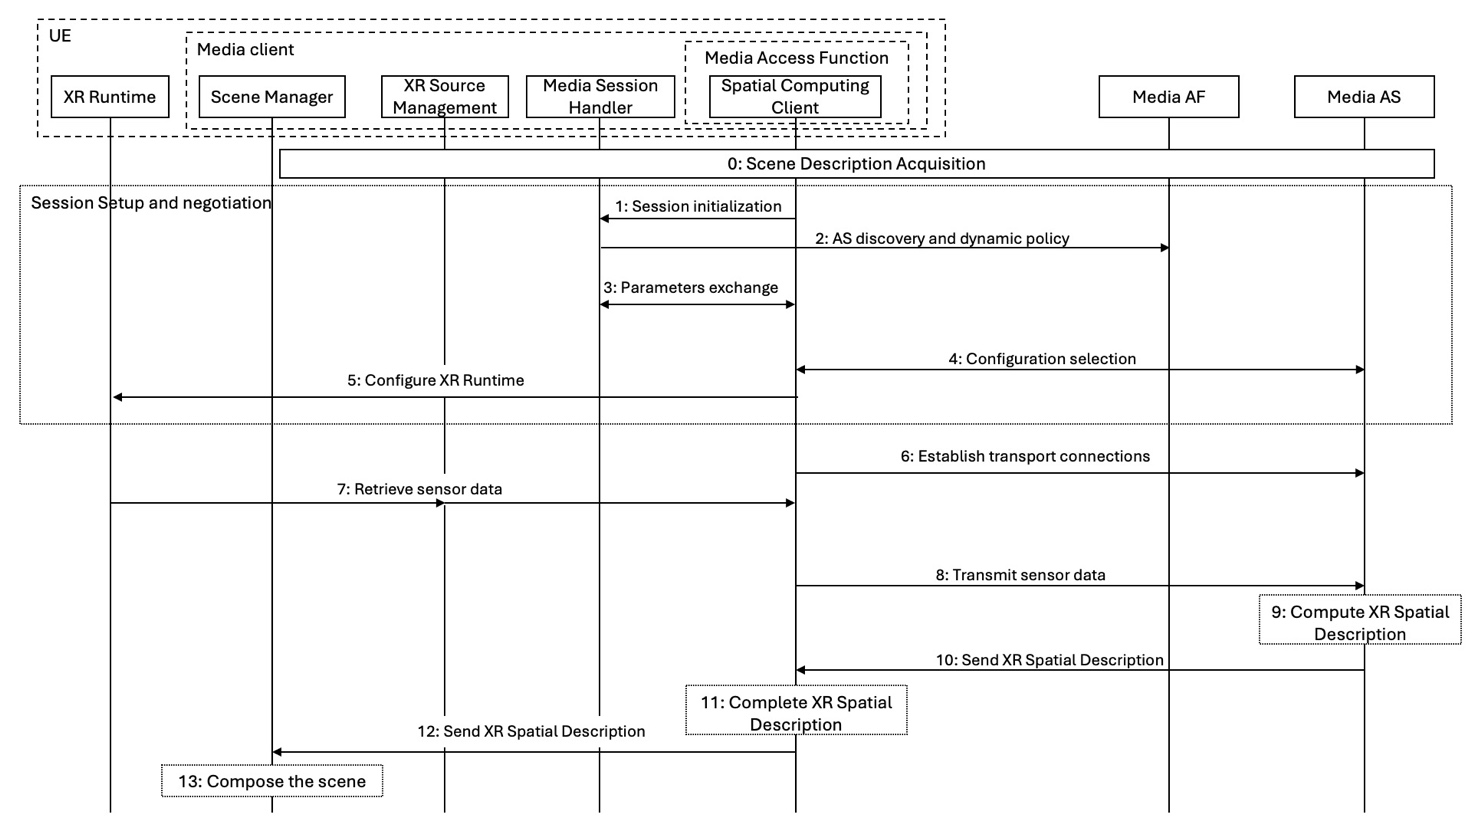 UE
Media client
Media Access Function
XR Runtime
Scene Manager
XR Source
Management
Media Session
Handler
Spatial Computing
Client
Media AF
Media AS
0: Scene Description Acquisition
Session Setup and negotiation
1: Session initialization
2: AS discovery and dynamic policy
3: Parameters exchange
4: Configuration selection
5: Configure XR Runtime
6: Establish transport connections
7: Retrieve sensor data
8: Transmit sensor data
9: Compute XR Spatial
Description
10: Send XR Spatial Description
11: Complete XR Spatial
Description
12: Send XR Spatial Description
13: Compose the scene